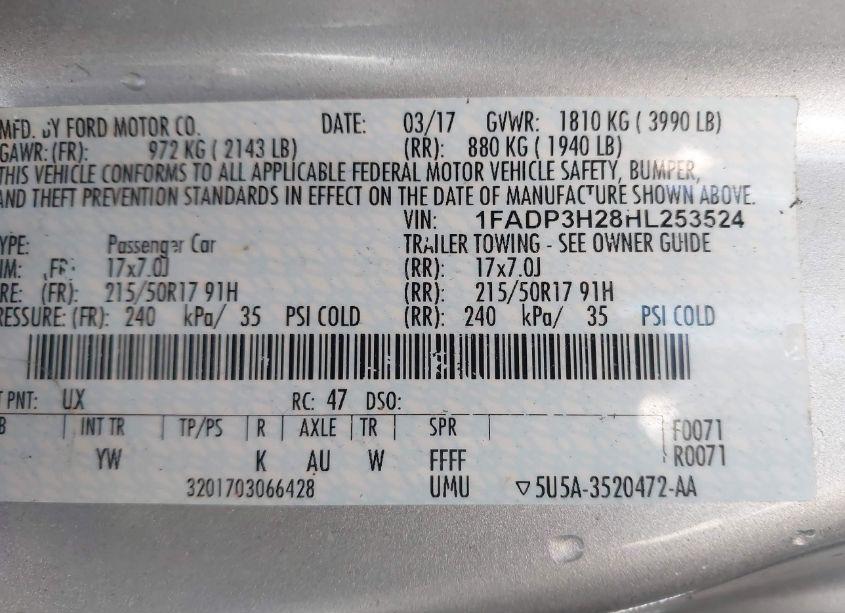 MFD. BY FORD MOTOR CO. DATE: 03/17 GVWR: 1810 KG ( 3990 LB)
GAWR: (FR): 972 KG ( 2143 LB) (RR): 880 KG ( 1940 LB)
THIS VEHICLE CONFORMS TO ALL APPLICABLE FEDERAL MOTOR VEHICLE SAFETY, BUMPER,
AND THEFT PREVENTION STANDARDS IN EFFECT ON THE DATE OF MANUFACTURE SHOWN ABOVE.
VIN: 1FADP3H28HL253524
YPE: Passenger Car TRAILER TOWING - SEE OWNER GUIDE
IM: (FR): 17x7.0J (RR): 17x7.0J
RE: (FR): 215/50R17 91H (RR): 215/50R17 91H
RESSURE: (FR): 240 kPa/ 35 PSI COLD (RR): 240 kPa/ 35 PSI COLD
T PNT: UX RC: 47 DSO:
B INT TR TP/PS R AXLE TR SPR F0071
YW K AU W FFFF R0071
3201703066428 UMU ▽5U5A-3520472-AA